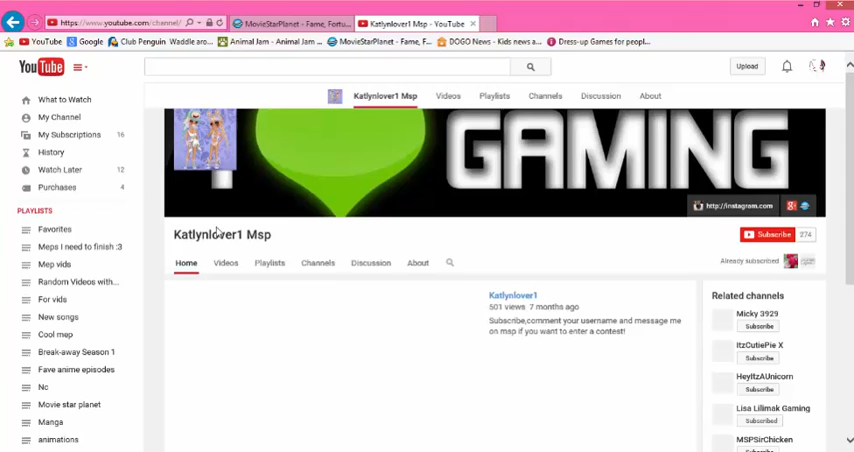 https://www.youtube.com/channel/
MovieStarPlanet - Fame, Fortu...
Katlynlover1 Msp - YouTube
YouTube
Google
Club Penguin Waddle aro...
Animal Jam - Animal Jam ...
MovieStarPlanet - Fame, F...
DOGO News - Kids news a...
Dress-up Games for peopl...
YouTube
Upload
Katlynlover1 Msp Videos Playlists Channels Discussion About
GAMING
http://instagram.com
Katlynlover1 Msp
Subscribe 274
Home Videos Playlists Channels Discussion About
Already subscribed
What to Watch
My Channel
My Subscriptions 16
History
Watch Later 12
Purchases 4
PLAYLISTS
Favorites
Meps I need to finish :3
Mep vids
Random Videos with...
For vids
New songs
Cool mep
Break-away Season 1
Fave anime episodes
Nc
Movie star planet
Manga
animations
Katlynlover1
501 views 7 months ago
Subscribe,comment your username and message me
on msp if you want to enter a contest!
Related channels
Micky 3929
Subscribe
ItzCutiePie X
Subscribe
HeyItzAUnicorn
Subscribe
Lisa Lilimak Gaming
Subscribed
MSPSirChicken
Subscribe